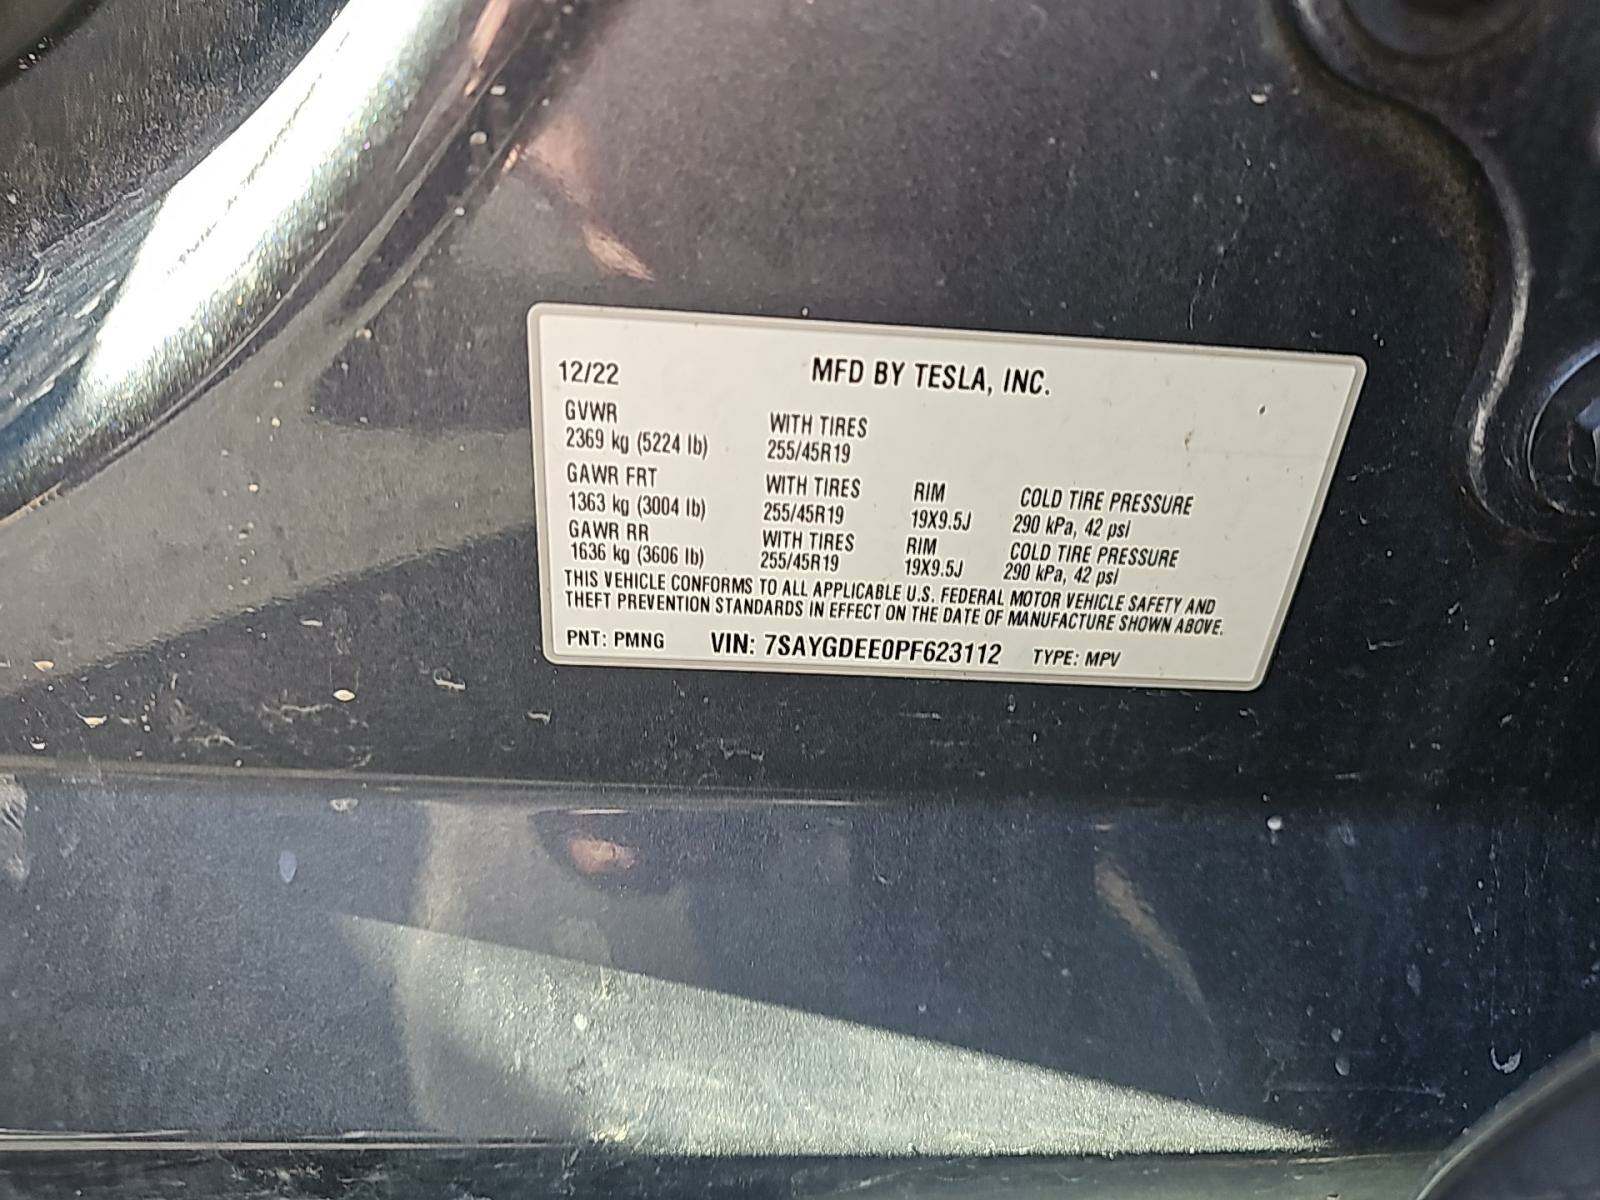 12/22 MFD BY TESLA, INC.
GVWR WITH TIRES
2369 kg (5224 lb) 255/45R19
GAWR FRT WITH TIRES RIM COLD TIRE PRESSURE
1363 kg (3004 lb) 255/45R19 19X9.5J 290 kPa, 42 psi
GAWR RR WITH TIRES RIM COLD TIRE PRESSURE
1636 kg (3606 lb) 255/45R19 19X9.5J 290 kPa, 42 psi
THIS VEHICLE CONFORMS TO ALL APPLICABLE U.S. FEDERAL MOTOR VEHICLE SAFETY AND
THEFT PREVENTION STANDARDS IN EFFECT ON THE DATE OF MANUFACTURE SHOWN ABOVE.
PNT: PMNG VIN: 7SAYGDEE0PF623112 TYPE: MPV